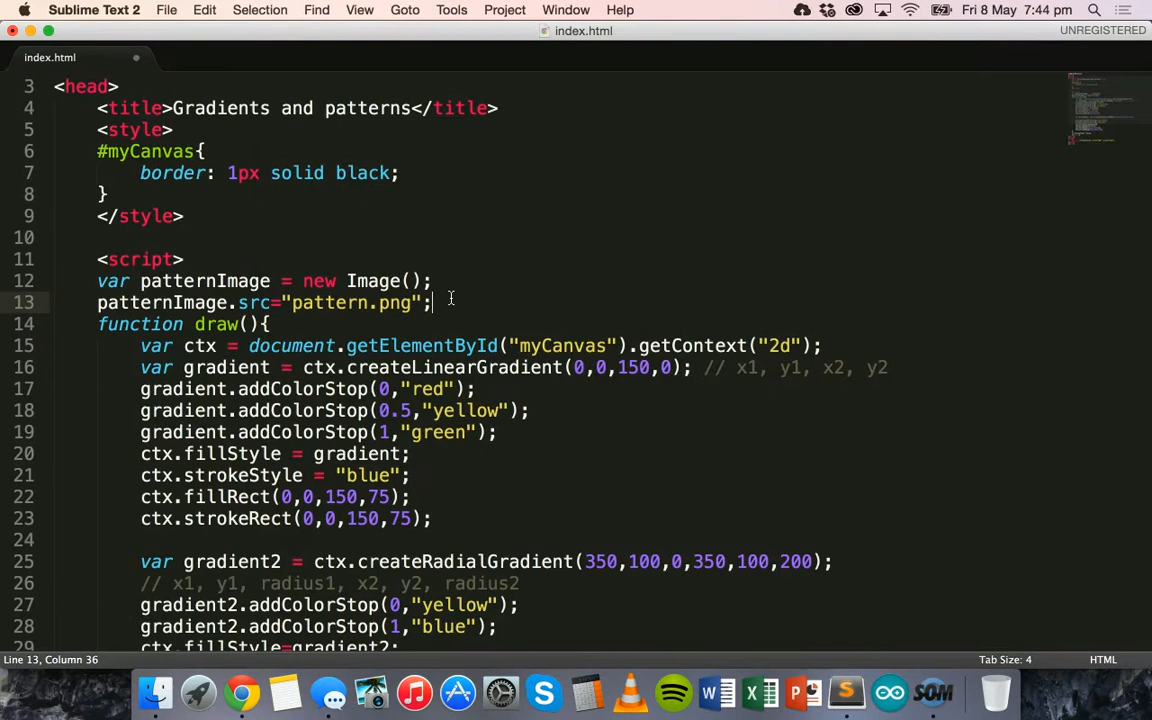 Sublime Text 2 File Edit Selection Find View Goto Tools Project Window Help Fri 8 May 7:44 pm
index.html UNREGISTERED
index.html
3 <head>
4 <title>Gradients and patterns</title>
5 <style>
6 #myCanvas{
7 border: 1px solid black;
8 }
9 </style>
10
11 <script>
12 var patternImage = new Image();
13 patternImage.src="pattern.png";
14 function draw(){
15 var ctx = document.getElementById("myCanvas").getContext("2d");
16 var gradient = ctx.createLinearGradient(0,0,150,0); // x1, y1, x2, y2
17 gradient.addColorStop(0,"red");
18 gradient.addColorStop(0.5,"yellow");
19 gradient.addColorStop(1,"green");
20 ctx.fillStyle = gradient;
21 ctx.strokeStyle = "blue";
22 ctx.fillRect(0,0,150,75);
23 ctx.strokeRect(0,0,150,75);
24
25 var gradient2 = ctx.createRadialGradient(350,100,0,350,100,200);
26 // x1, y1, radius1, x2, y2, radius2
27 gradient2.addColorStop(0,"yellow");
28 gradient2.addColorStop(1,"blue");
29 ctx.fillStyle=gradient2;
Line 13, Column 36 Tab Size: 4 HTML
SOM